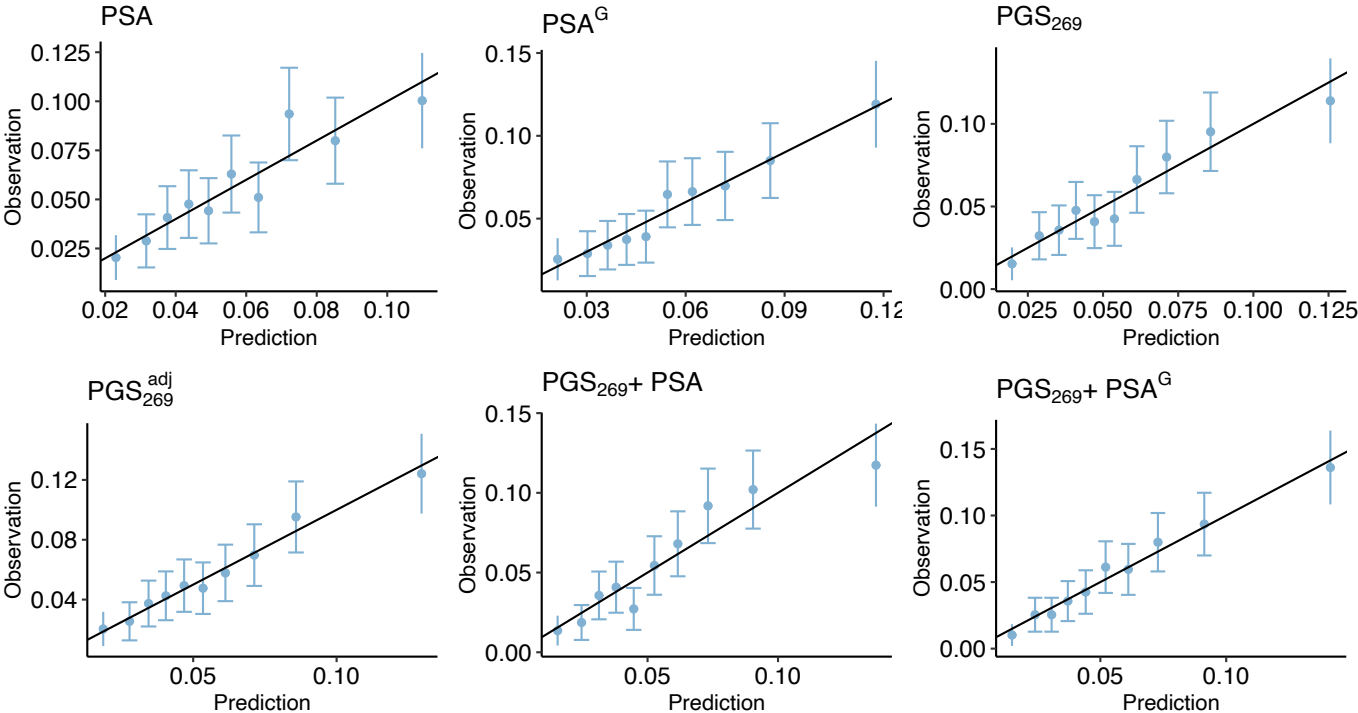 PSA
Observation
0.125
0.100
0.075
0.050
0.025
0.02 0.04 0.06 0.08 0.10
Prediction
PSAᴳ
Observation
0.15
0.10
0.05
0.03 0.06 0.09 0.12
Prediction
PGS₂₆₉
Observation
0.10
0.05
0.00
0.025 0.050 0.075 0.100 0.125
Prediction
PGS₂₆₉ᵃᵈʲ
Observation
0.12
0.08
0.04
0.05 0.10
Prediction
PGS₂₆₉+ PSA
Observation
0.15
0.10
0.05
0.00
0.05 0.10
Prediction
PGS₂₆₉+ PSAᴳ
Observation
0.15
0.10
0.05
0.00
0.05 0.10
Prediction